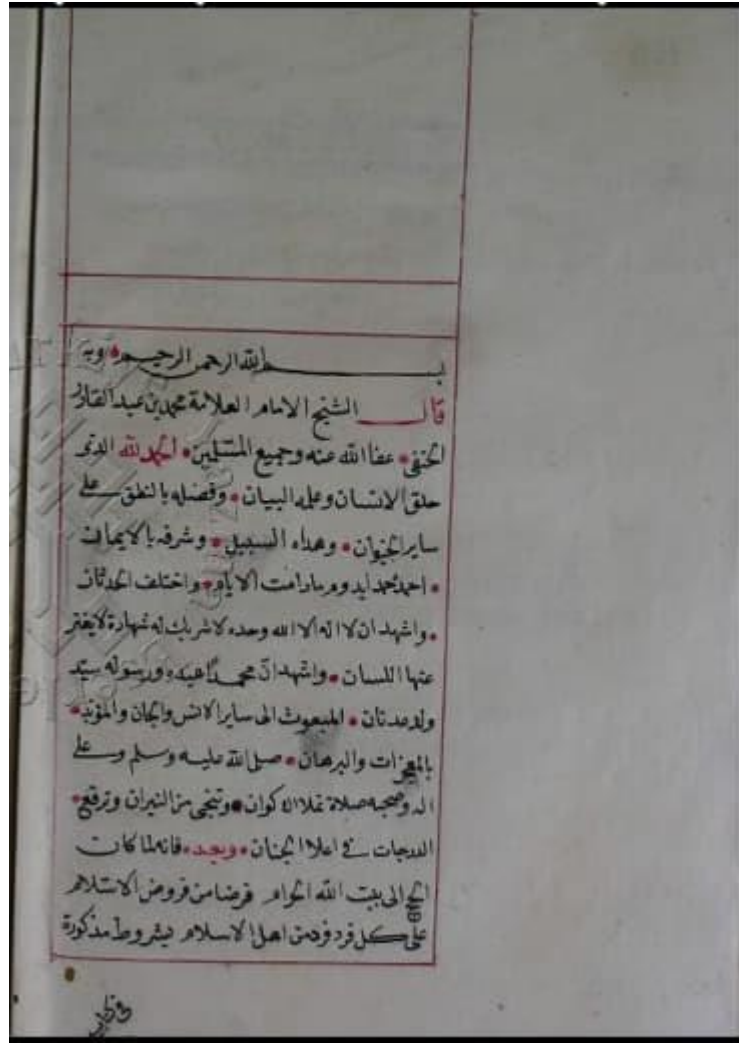 بسم الله الرحمن الرحيم وبه
قال الشيخ الامام العلامة محمد بن عبد القادر
الحنفي عفا الله عنه وجميع المسلمين الحمد لله الذي
خلق الانسان وعلمه البيان وفضله بالنطق على
ساير الحيوان وهداه السبيل وشرفه بالايمان
احمده حمدا يدوم مادامت الايام واختلف الحدثان
واشهد ان لا اله الا الله وحده لا شريك له شهادة لا يفتر
عنها اللسان واشهد ان محمدا عبده ورسوله سيد
ولد عدنان المبعوث الى ساير الانس والجان والمؤيد
بالمعجزات والبرهان صلى الله عليه وسلم وعلى
اله وصحبه صلاة تملا الاكوان وتنجي من النيران وترفع
الدرجات في اعلا الجنان وبعد فانه لما كان
الحج الى بيت الله الحرام فرضا من فروض الاسلام
على كل فرد فرد من اهل الاسلام بشروط مذكورة